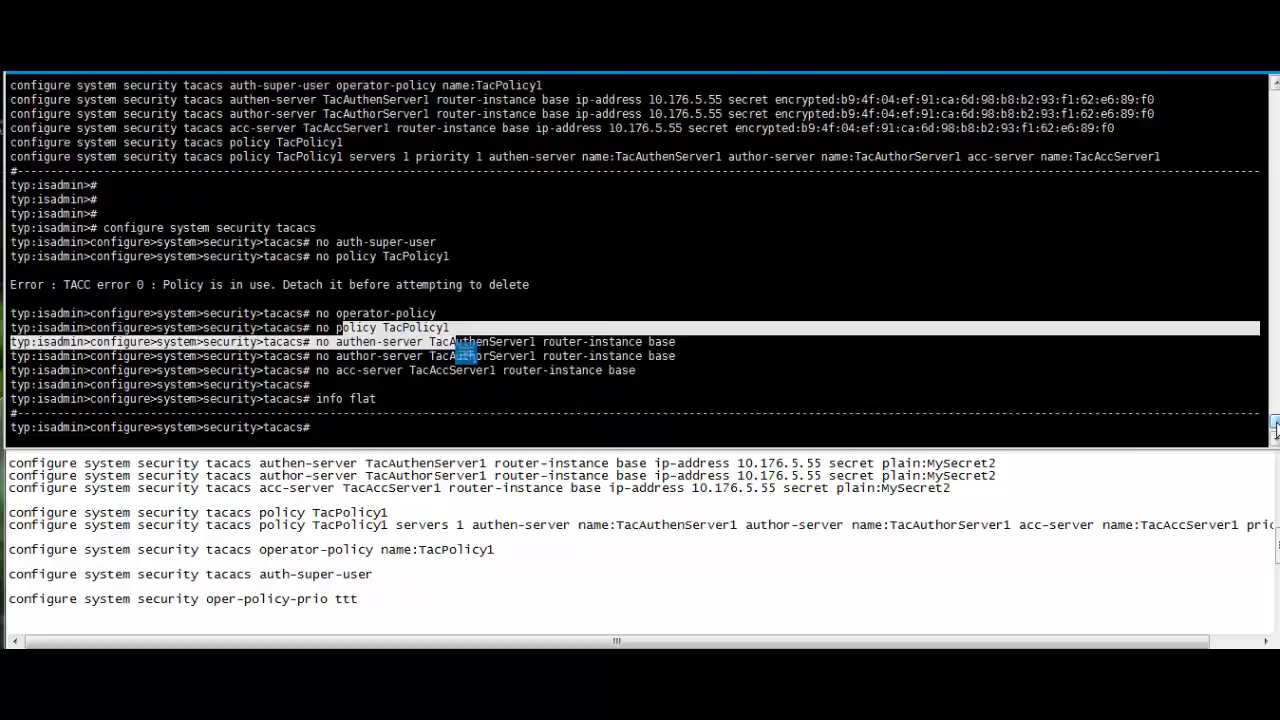 configure system security tacacs auth-super-user operator-policy name:TacPolicy1
configure system security tacacs authen-server TacAuthenServer1 router-instance base ip-address 10.176.5.55 secret encrypted:b9:4f:04:ef:91:ca:6d:98:b8:b2:93:f1:62:e6:89:f0
configure system security tacacs author-server TacAuthorServer1 router-instance base ip-address 10.176.5.55 secret encrypted:b9:4f:04:ef:91:ca:6d:98:b8:b2:93:f1:62:e6:89:f0
configure system security tacacs acc-server TacAccServer1 router-instance base ip-address 10.176.5.55 secret encrypted:b9:4f:04:ef:91:ca:6d:98:b8:b2:93:f1:62:e6:89:f0
configure system security tacacs policy TacPolicy1
configure system security tacacs policy TacPolicy1 servers 1 priority 1 authen-server name:TacAuthenServer1 author-server name:TacAuthorServer1 acc-server name:TacAccServer1
#---------------------------------------------------------------------------------------------------
typ:isadmin>#
typ:isadmin>#
typ:isadmin>#
typ:isadmin># configure system security tacacs
typ:isadmin>configure>system>security>tacacs# no auth-super-user
typ:isadmin>configure>system>security>tacacs# no policy TacPolicy1
Error : TACC error 0 : Policy is in use. Detach it before attempting to delete
typ:isadmin>configure>system>security>tacacs# no operator-policy
typ:isadmin>configure>system>security>tacacs# no policy TacPolicy1
typ:isadmin>configure>system>security>tacacs# no authen-server TacAuthenServer1 router-instance base
typ:isadmin>configure>system>security>tacacs# no author-server TacAuthorServer1 router-instance base
typ:isadmin>configure>system>security>tacacs# no acc-server TacAccServer1 router-instance base
typ:isadmin>configure>system>security>tacacs#
typ:isadmin>configure>system>security>tacacs# info flat
#---------------------------------------------------------------------------------------------------
typ:isadmin>configure>system>security>tacacs#
configure system security tacacs authen-server TacAuthenServer1 router-instance base ip-address 10.176.5.55 secret plain:MySecret2
configure system security tacacs author-server TacAuthorServer1 router-instance base ip-address 10.176.5.55 secret plain:MySecret2
configure system security tacacs acc-server TacAccServer1 router-instance base ip-address 10.176.5.55 secret plain:MySecret2
configure system security tacacs policy TacPolicy1
configure system security tacacs policy TacPolicy1 servers 1 authen-server name:TacAuthenServer1 author-server name:TacAuthorServer1 acc-server name:TacAccServer1
configure system security tacacs operator-policy name:TacPolicy1
configure system security tacacs auth-super-user
configure system security oper-policy-prio ttt